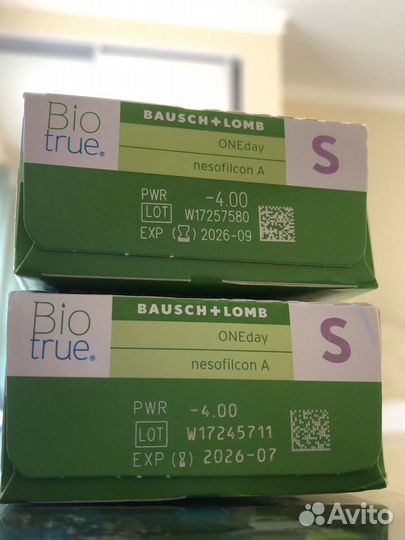 Bio
true®
BAUSCH+LOMB
ONEday
nesofilcon A
S
PWR -4.00
LOT W17257580
EXP 2026-09
Bio
true®
BAUSCH+LOMB
ONEday
nesofilcon A
S
PWR -4.00
LOT W17245711
EXP 2026-07
Avito